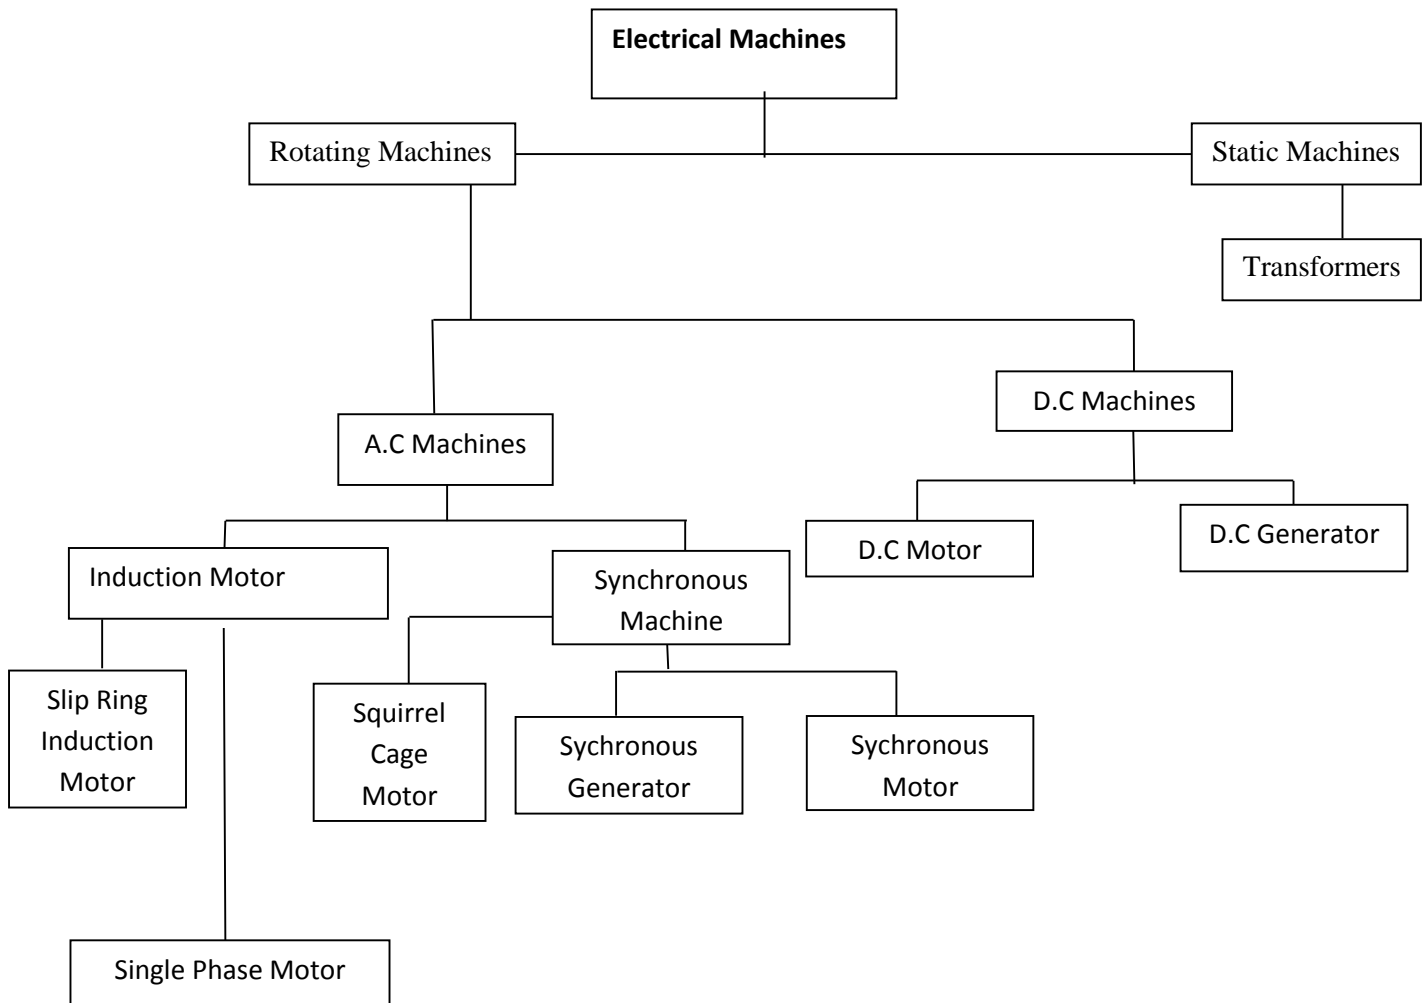 Electrical Machines
Rotating Machines
Static Machines
Transformers
D.C Machines
A.C Machines
D.C Motor
D.C Generator
Induction Motor
Synchronous
Machine
Slip Ring
Induction
Motor
Squirrel
Cage
Motor
Sychronous
Generator
Sychronous
Motor
Single Phase Motor